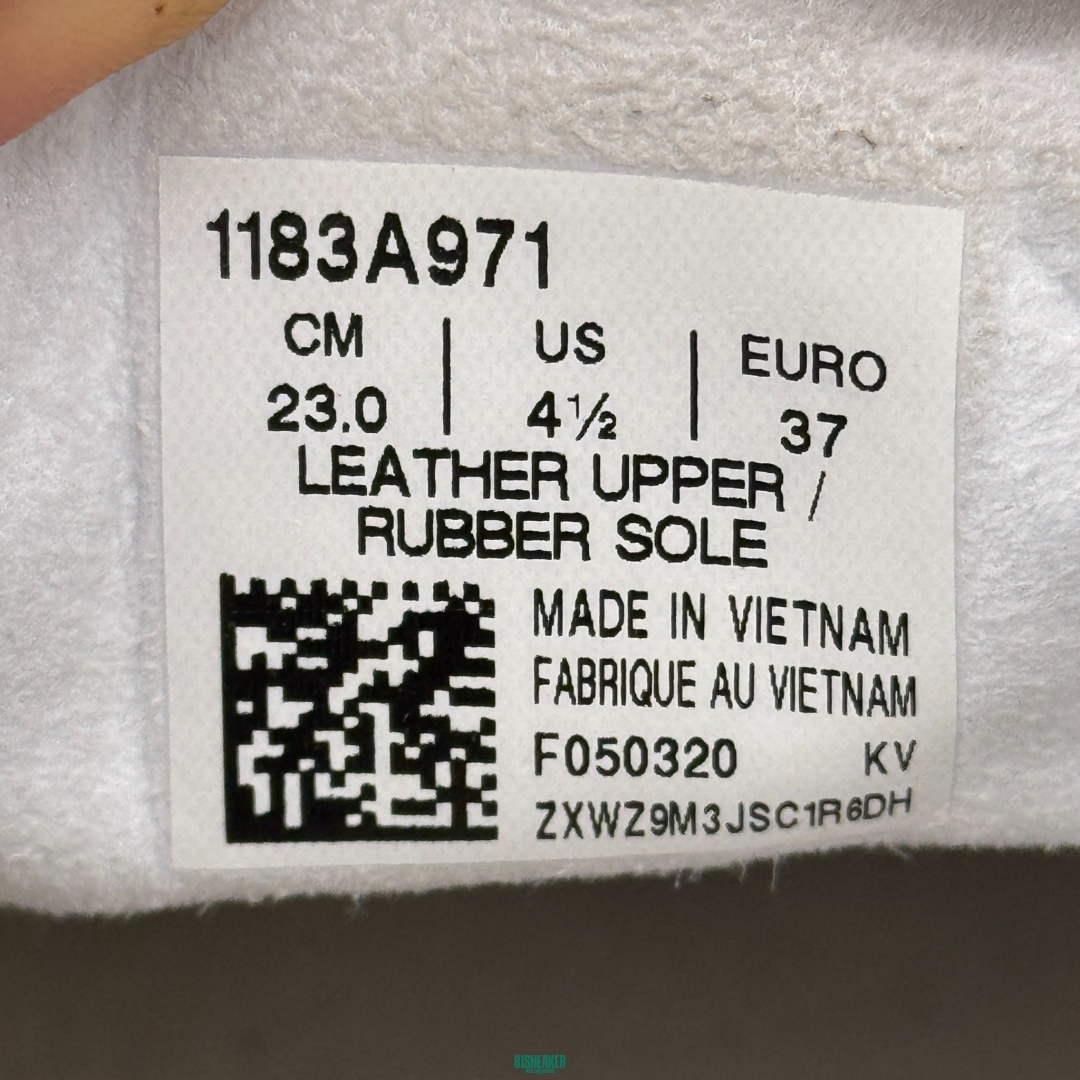 1183A971
CM | US | EURO
23.0 | 4½ | 37
LEATHER UPPER /
RUBBER SOLE
MADE IN VIETNAM
FABRIQUE AU VIETNAM
F050320 KV
ZXWZ9M3JSC1R6DH
81SNEAKER